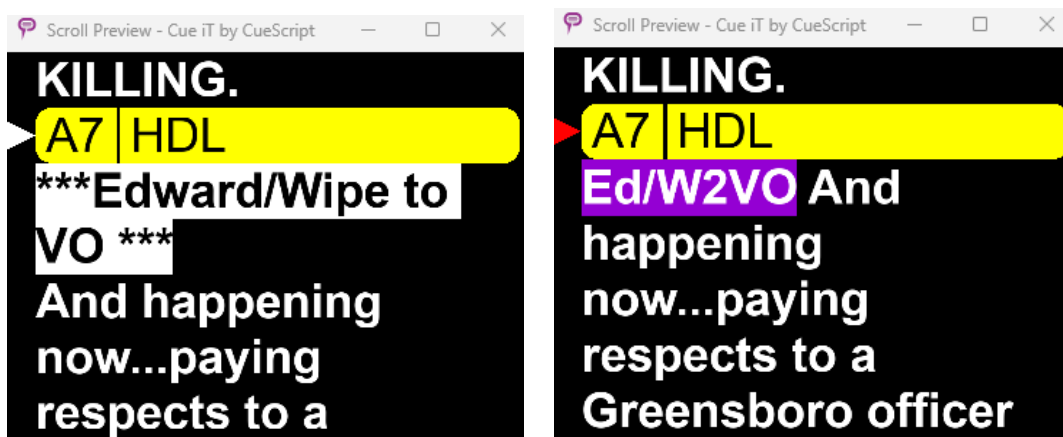 Scroll Preview - Cue iT by CueScript
KILLING.
A7 HDL
***Edward/Wipe to
VO ***
And happening
now...paying
respects to a
Scroll Preview - Cue iT by CueScript
KILLING.
A7 HDL
Ed/W2VO And
happening
now...paying
respects to a
Greensboro officer